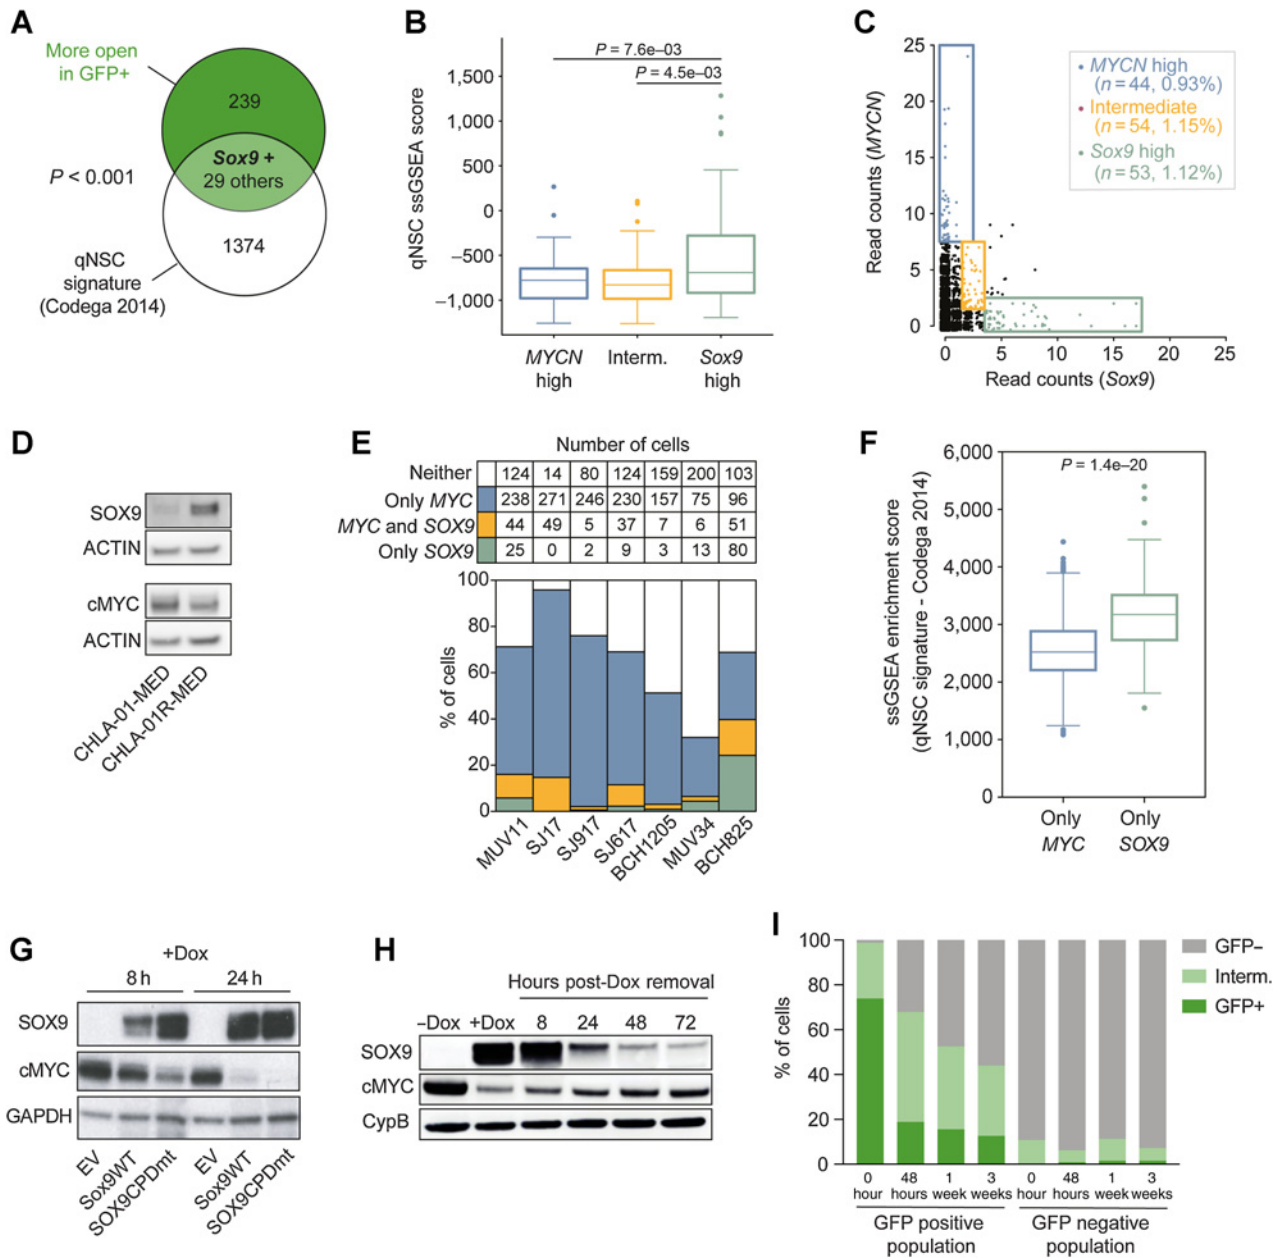 A
More open
in GFP+
239
Sox9 +
29 others
P < 0.001
1374
qNSC
signature
(Codega 2014)
B
qNSC ssGSEA score
P = 7.6e–03
P = 4.5e–03
1,500
1,000
500
0
–500
–1,000
MYCN
high
Interm.
Sox9
high
C
Read counts (MYCN)
25
20
15
10
5
0
MYCN high
(n = 44, 0.93%)
Intermediate
(n = 54, 1.15%)
Sox9 high
(n = 53, 1.12%)
0 5 10 15 20 25
Read counts (Sox9)
D
SOX9
ACTIN
cMYC
ACTIN
CHLA-01-MED
CHLA-01R-MED
E
Number of cells
Neither 124 14 80 124 159 200 103
Only MYC 238 271 246 230 157 75 96
MYC and SOX9 44 49 5 37 7 6 51
Only SOX9 25 0 2 9 3 13 80
% of cells
100
80
60
40
20
0
MUV11
SJ17
SJ917
SJ617
BCH1205
MUV34
BCH825
F
ssGSEA enrichment score
(qNSC signature - Codega 2014)
6,000
5,000
4,000
3,000
2,000
1,000
0
P = 1.4e–20
Only
MYC
Only
SOX9
G
+Dox
8 h 24 h
SOX9
cMYC
GAPDH
EV
Sox9WT
SOX9CPDmt
EV
Sox9WT
SOX9CPDmt
H
Hours post-Dox removal
–Dox +Dox 8 24 48 72
SOX9
cMYC
CypB
I
% of cells
100
80
60
40
20
0
GFP–
Interm.
GFP+
0 48 1 3 0 48 1 3
hour hours week weeks hour hours week weeks
GFP positive
population
GFP negative
population